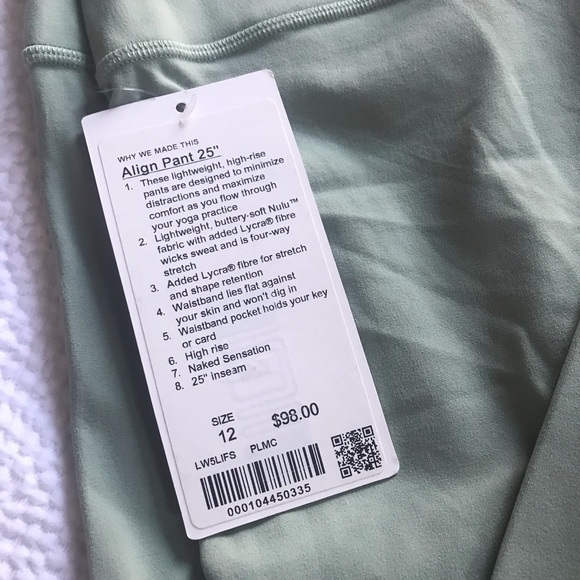 WHY WE MADE THIS
Align Pant 25"
1. These lightweight, high-rise
pants are designed to minimize
distractions and maximize
comfort as you flow through
your yoga practice
2. Lightweight, buttery-soft Nulu™
fabric with added Lycra® fibre
wicks sweat and is four-way
stretch
3. Added Lycra® fibre for stretch
and shape retention
4. Waistband lies flat against
your skin and won't dig in
5. Waistband pocket holds your key
or card
6. High rise
7. Naked Sensation
8. 25" inseam
SIZE
12 $98.00
LW5LIFS PLMC
000104450335